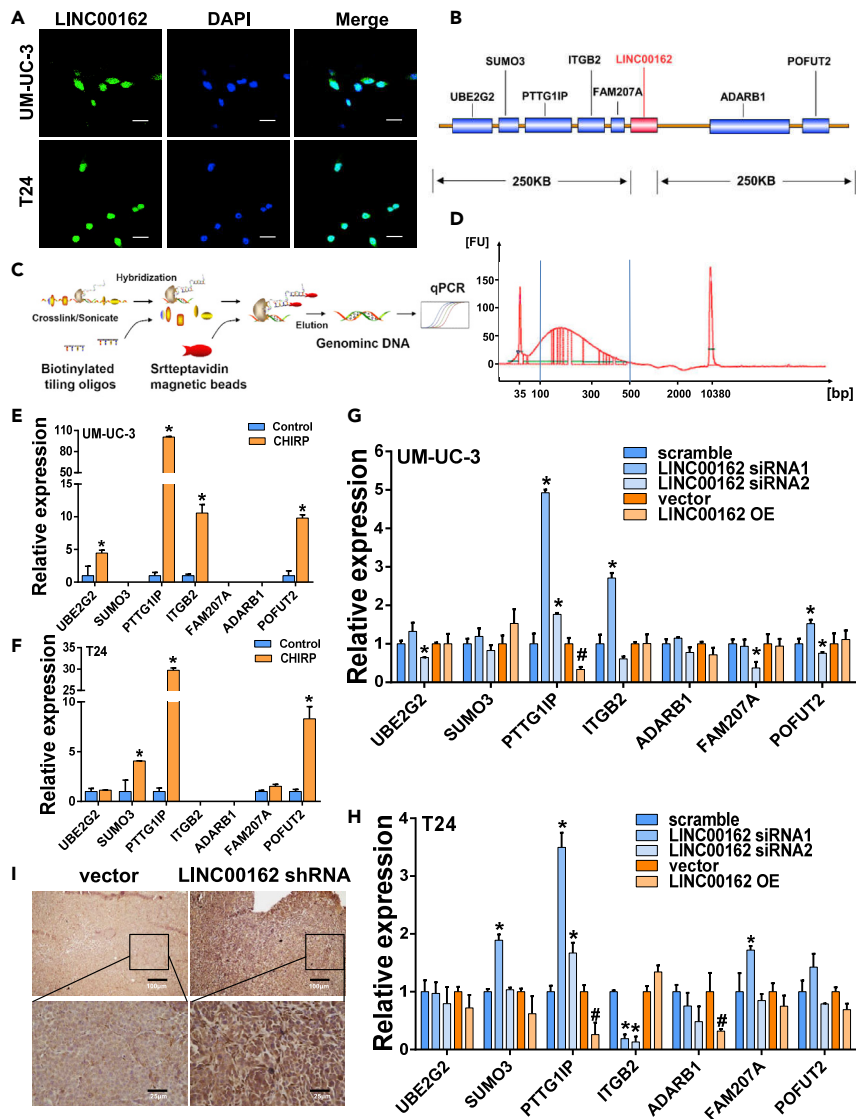 A
LINC00162
DAPI
Merge
UM-UC-3
T24
B
UBE2G2
SUMO3
PTTG1IP
ITGB2
FAM207A
LINC00162
ADARB1
POFUT2
250KB
250KB
C
Hybridization
Crosslink/Sonicate
Biotinylated
tiling oligos
Srtteptavidin
magnetic beads
Elution
Genominc DNA
qPCR
D
[FU]
150
100
50
0
35
100
300
500
2000
10380
[bp]
E
Relative expression
UM-UC-3
Control
CHIRP
110
100
90
80
70
60
50
15
10
5
0
*
*
*
*
UBE2G2
SUMO3
PTTG1IP
ITGB2
FAM207A
ADARB1
POFUT2
F
Relative expression
T24
Control
CHIRP
35
30
25
10
5
0
*
*
*
UBE2G2
SUMO3
PTTG1IP
ITGB2
ADARB1
FAM207A
POFUT2
G
Relative expression
UM-UC-3
scramble
LINC00162 siRNA1
LINC00162 siRNA2
vector
LINC00162 OE
6
5
4
3
2
1
0
*
*
*
#
*
*
*
*
UBE2G2
SUMO3
PTTG1IP
ITGB2
ADARB1
FAM207A
POFUT2
H
Relative expression
T24
scramble
LINC00162 siRNA1
LINC00162 siRNA2
vector
LINC00162 OE
4
3
2
1
0
*
*
*
#
**
#
*
UBE2G2
SUMO3
PTTG1IP
ITGB2
ADARB1
FAM207A
POFUT2
I
vector
LINC00162 shRNA
100μm
100μm
25μm
25μm